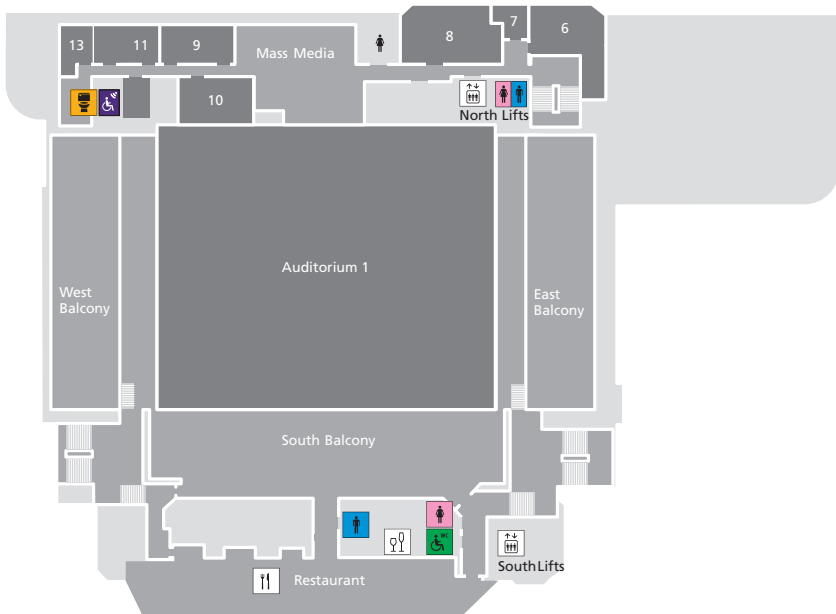 7
6
8
13
11
9
Mass Media
10
North Lifts
Auditorium 1
West
Balcony
East
Balcony
South Balcony
WC
South Lifts
Restaurant